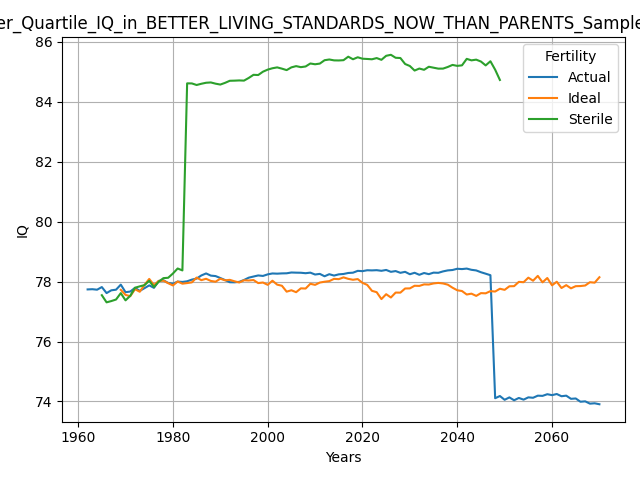 er_Quartile_IQ_in_BETTER_LIVING_STANDARDS_NOW_THAN_PARENTS_Sample
86
84
82
80
78
76
74
IQ
Fertility
Actual
Ideal
Sterile
1960 1980 2000 2020 2040 2060
Years